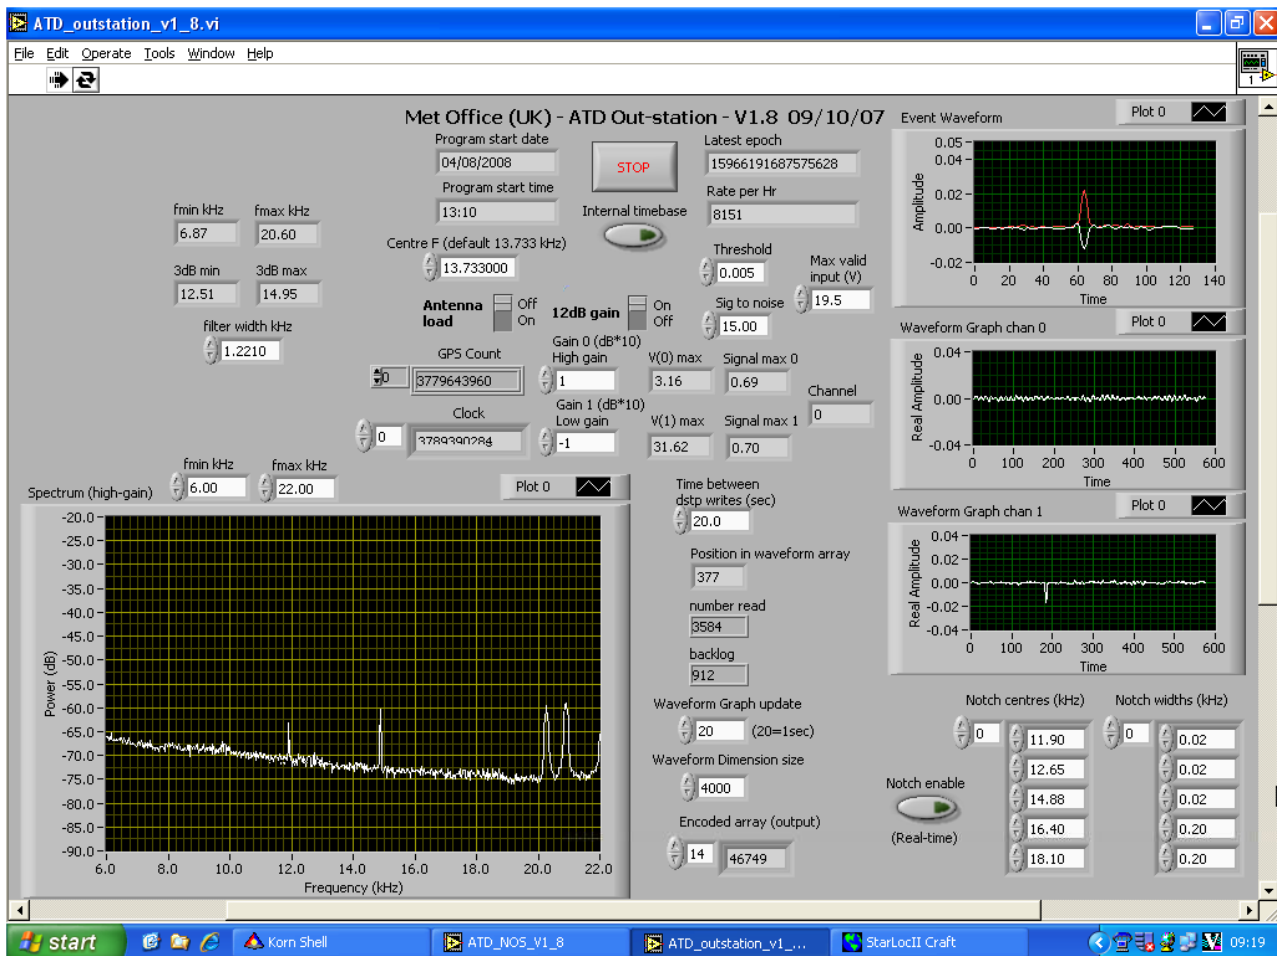 ATD_outstation_v1_8.vi
File Edit Operate Tools Window Help
1
Met Office (UK) - ATD Out-station - V1.8 09/10/07
Program start date
04/08/2008
Program start time
13:10
STOP
Internal timebase
Latest epoch
15966191687575628
Rate per Hr
8151
fmin kHz fmax kHz
6.87 20.60
3dB min 3dB max
12.51 14.95
filter width kHz
1.2210
Centre F (default 13.733 kHz)
13.733000
Threshold
0.005
Max valid
input (V)
19.5
Antenna
load
Off
On
12dB gain
On
Off
Sig to noise
15.00
GPS Count
0 3779643960
Gain 0 (dB*10)
High gain
1
V(0) max Signal max 0
3.16 0.69
Channel
0
Clock
0 3789390284
Gain 1 (dB*10)
Low gain
-1
V(1) max Signal max 1
31.62 0.70
fmin kHz fmax kHz
6.00 22.00
Spectrum (high-gain)
Plot 0
-20.0
-25.0
-30.0
-35.0
-40.0
-45.0
-50.0
-55.0
-60.0
-65.0
-70.0
-75.0
-80.0
-85.0
-90.0
Power (dB)
6.0 8.0 10.0 12.0 14.0 16.0 18.0 20.0 22.0
Frequency (kHz)
Time between
dstp writes (sec)
20.0
Position in waveform array
377
number read
3584
backlog
912
Waveform Graph update
20 (20=1sec)
Waveform Dimension size
4000
Encoded array (output)
14 46749
Event Waveform
Plot 0
0.05
0.04
0.02
0.00
-0.02
Amplitude
0 20 40 60 80 100 120 140
Time
Waveform Graph chan 0
Plot 0
0.04
0.00
-0.04
Real Amplitude
0 100 200 300 400 500 600
Time
Waveform Graph chan 1
Plot 0
0.04
0.02
0.00
-0.02
-0.04
Real Amplitude
0 100 200 300 400 500 600
Time
Notch centres (kHz) Notch widths (kHz)
0 11.90 0 0.02
12.65 0.02
14.88 0.02
16.40 0.20
18.10 0.20
Notch enable
(Real-time)
start Korn Shell ATD_NOS_V1_8 ATD_outstation_v1_... StarLocII Craft 09:19